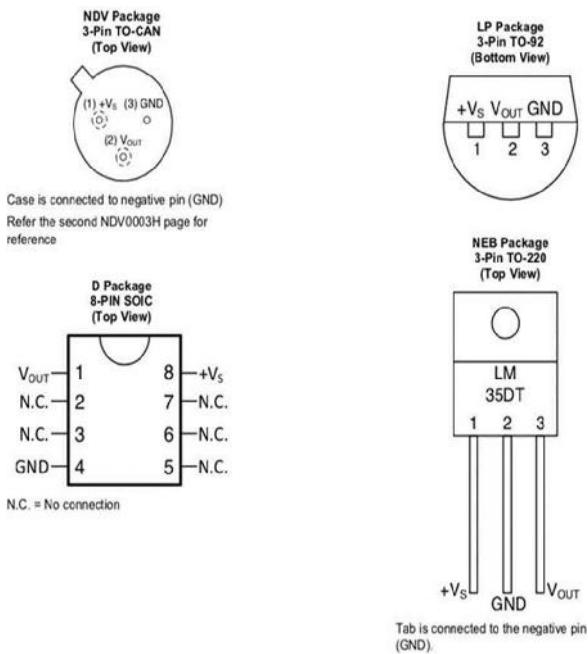 NDV Package
3-Pin TO-CAN
(Top View)
(1) +VS (3) GND
(2) VOUT
Case is connected to negative pin (GND)
Refer the second NDV0003H page for
reference
LP Package
3-Pin TO-92
(Bottom View)
+VS VOUT GND
1 2 3
D Package
8-PIN SOIC
(Top View)
VOUT 1 8 +VS
N.C. 2 7 N.C.
N.C. 3 6 N.C.
GND 4 5 N.C.
N.C. = No connection
NEB Package
3-Pin TO-220
(Top View)
LM
35DT
1 2 3
+VS GND VOUT
Tab is connected to the negative pin
(GND).